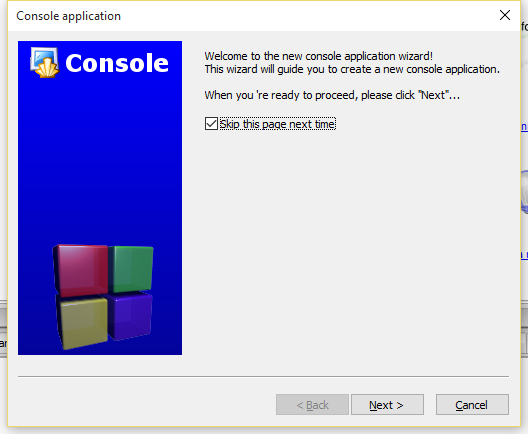 Console application
Console
Welcome to the new console application wizard!
This wizard will guide you to create a new console application.
When you 're ready to proceed, please click "Next"...
Skip this page next time
< Back
Next >
Cancel